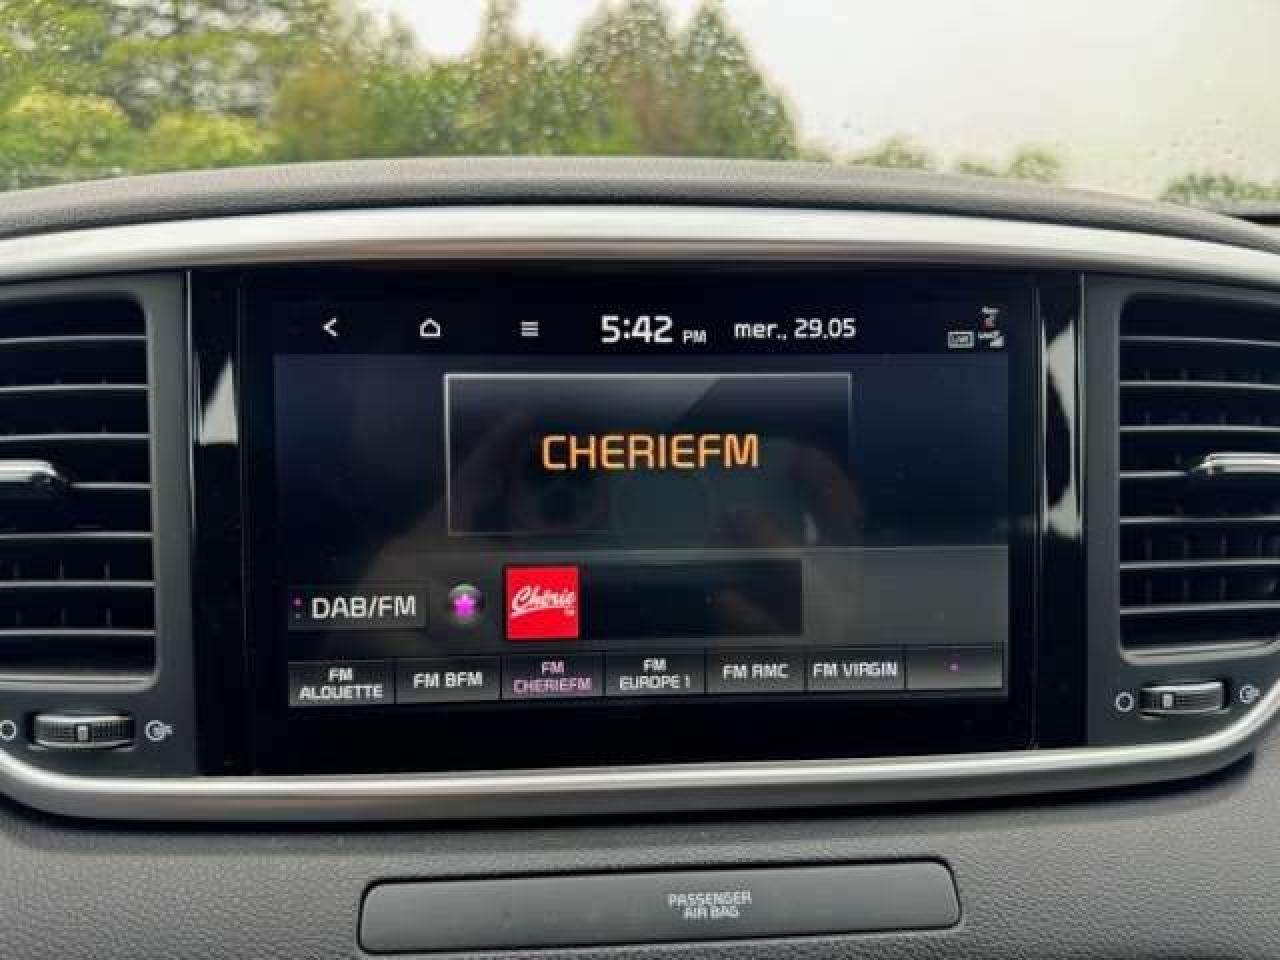 5:42 PM mer., 29.05
CHERIEFM
DAB/FM
Chérie
FM
ALOUETTE
FM BFM
FM
CHERIEFM
FM
EUROPE 1
FM RMC
FM VIRGIN
PASSENGER
AIR BAG